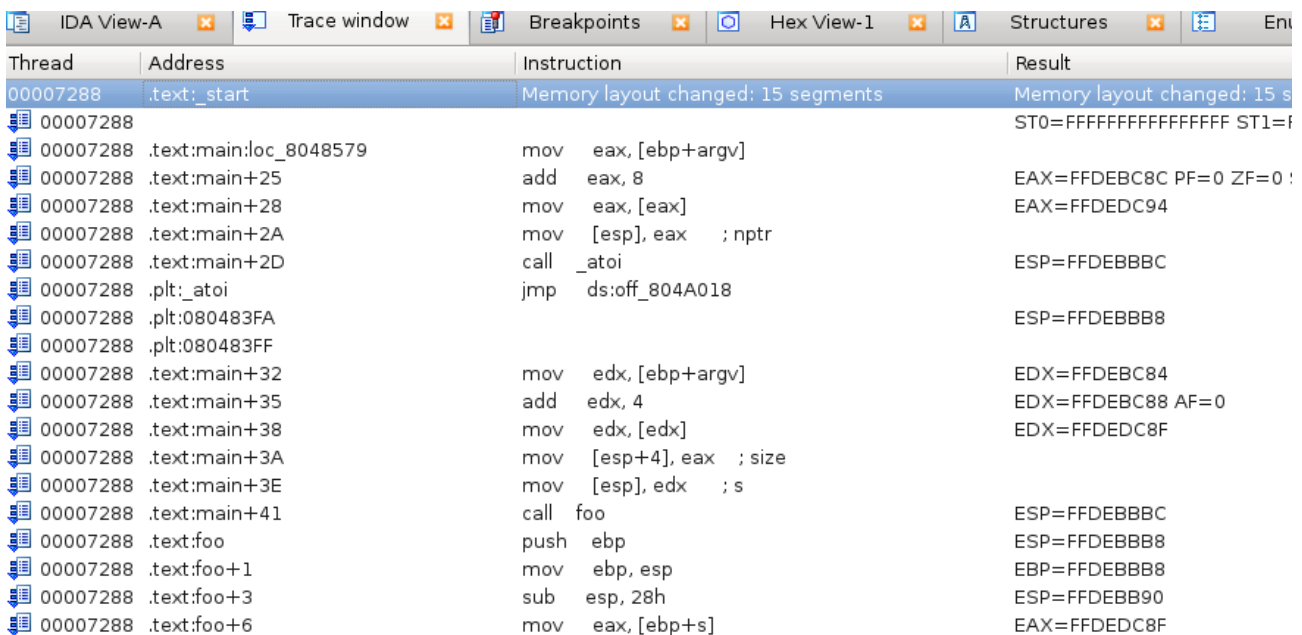 IDA View-A Trace window Breakpoints Hex View-1 Structures Enu
Thread Address Instruction Result
00007288 .text:_start Memory layout changed: 15 segments Memory layout changed: 15 s
00007288 ST0=FFFFFFFFFFFFFFFF ST1=F
00007288 .text:main:loc_8048579 mov eax, [ebp+argv]
00007288 .text:main+25 add eax, 8 EAX=FFDEBC8C PF=0 ZF=0 S
00007288 .text:main+28 mov eax, [eax] EAX=FFDEDC94
00007288 .text:main+2A mov [esp], eax ; nptr
00007288 .text:main+2D call _atoi ESP=FFDEBBBC
00007288 .plt:_atoi jmp ds:off_804A018
00007288 .plt:080483FA ESP=FFDEBBB8
00007288 .plt:080483FF
00007288 .text:main+32 mov edx, [ebp+argv] EDX=FFDEBC84
00007288 .text:main+35 add edx, 4 EDX=FFDEBC88 AF=0
00007288 .text:main+38 mov edx, [edx] EDX=FFDEDC8F
00007288 .text:main+3A mov [esp+4], eax ; size
00007288 .text:main+3E mov [esp], edx ; s
00007288 .text:main+41 call foo ESP=FFDEBBBC
00007288 .text:foo push ebp ESP=FFDEBBB8
00007288 .text:foo+1 mov ebp, esp EBP=FFDEBBB8
00007288 .text:foo+3 sub esp, 28h ESP=FFDEBB90
00007288 .text:foo+6 mov eax, [ebp+s] EAX=FFDEDC8F